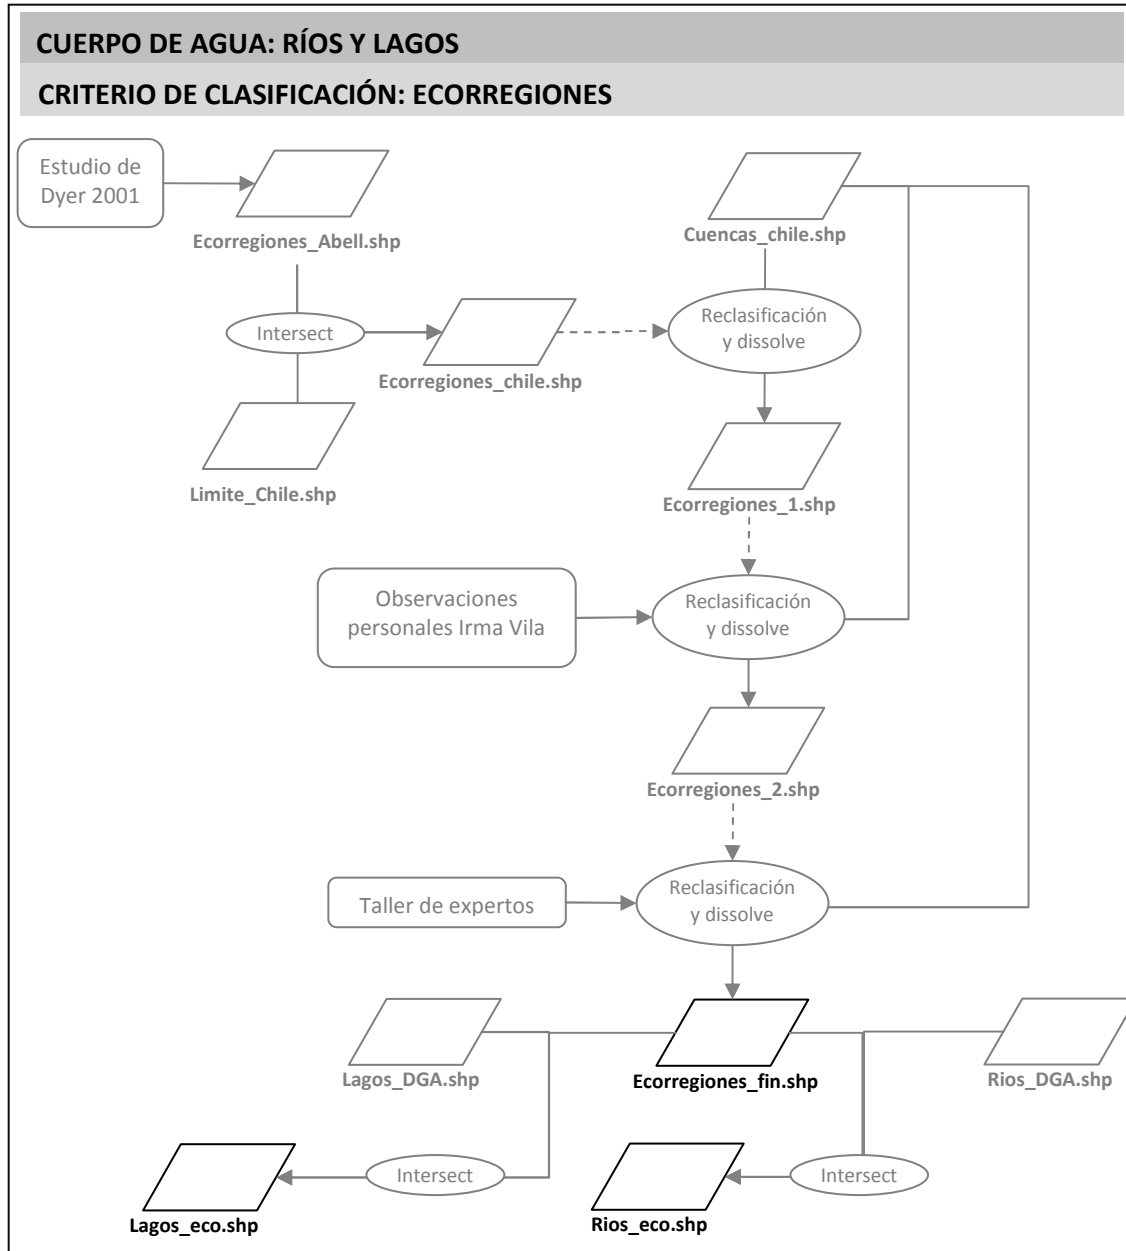 CUERPO DE AGUA: RÍOS Y LAGOS
CRITERIO DE CLASIFICACIÓN: ECORREGIONES
Estudio de
Dyer 2001
Ecorregiones_Abell.shp
Cuencas_chile.shp
Intersect
Ecorregiones_chile.shp
Reclasificación
y dissolve
Limite_Chile.shp
Ecorregiones_1.shp
Observaciones
personales Irma Vila
Reclasificación
y dissolve
Ecorregiones_2.shp
Taller de expertos
Reclasificación
y dissolve
Lagos_DGA.shp
Ecorregiones_fin.shp
Rios_DGA.shp
Intersect
Intersect
Lagos_eco.shp
Rios_eco.shp